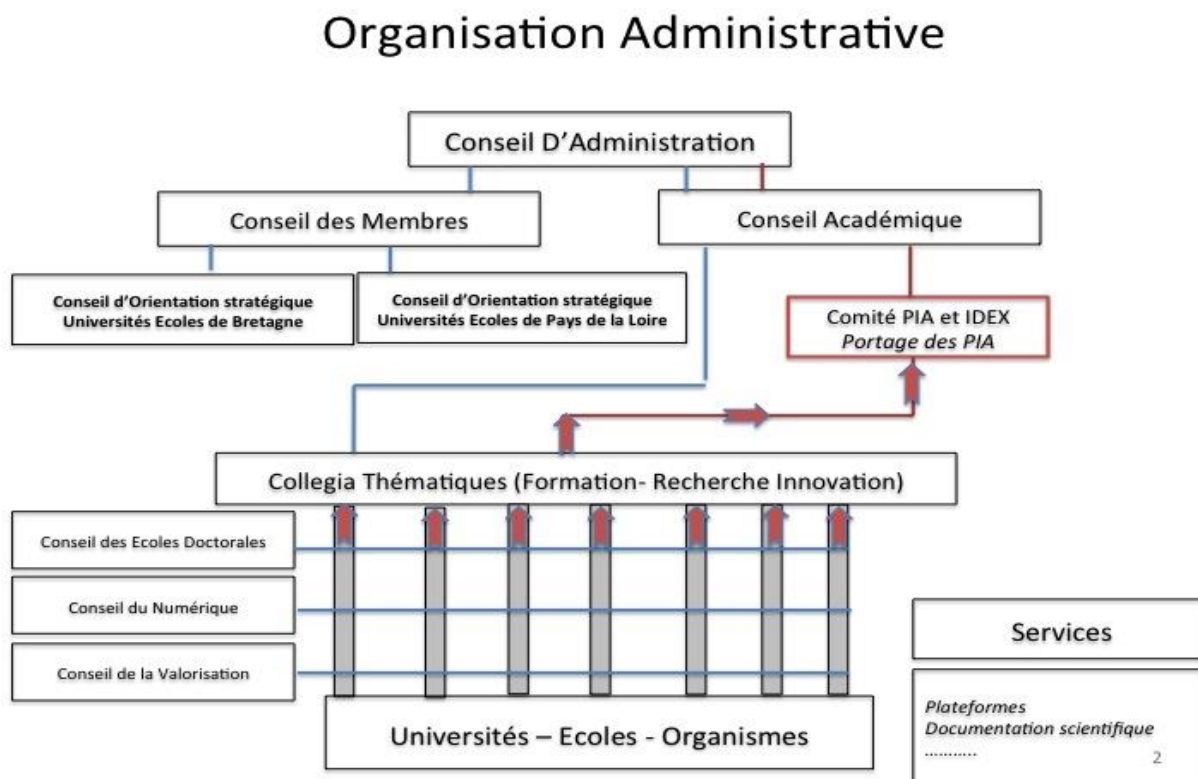 Organisation Administrative
Conseil D'Administration
Conseil des Membres
Conseil Académique
Conseil d'Orientation stratégique
Universités Ecoles de Bretagne
Conseil d'Orientation stratégique
Universités Ecoles de Pays de la Loire
Comité PIA et IDEX
Portage des PIA
Collegia Thématiques (Formation- Recherche Innovation)
Conseil des Ecoles Doctorales
Conseil du Numérique
Conseil de la Valorisation
Universités – Ecoles - Organismes
Services
Plateformes
Documentation scientifique
...........
2